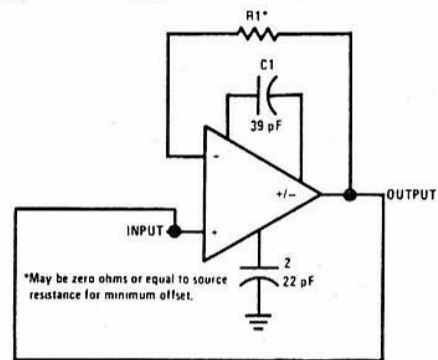 R1*
C1
39 pF
-
+/-
OUTPUT
INPUT
+
2
22 pF
*May be zero ohms or equal to source
resistance for minimum offset.